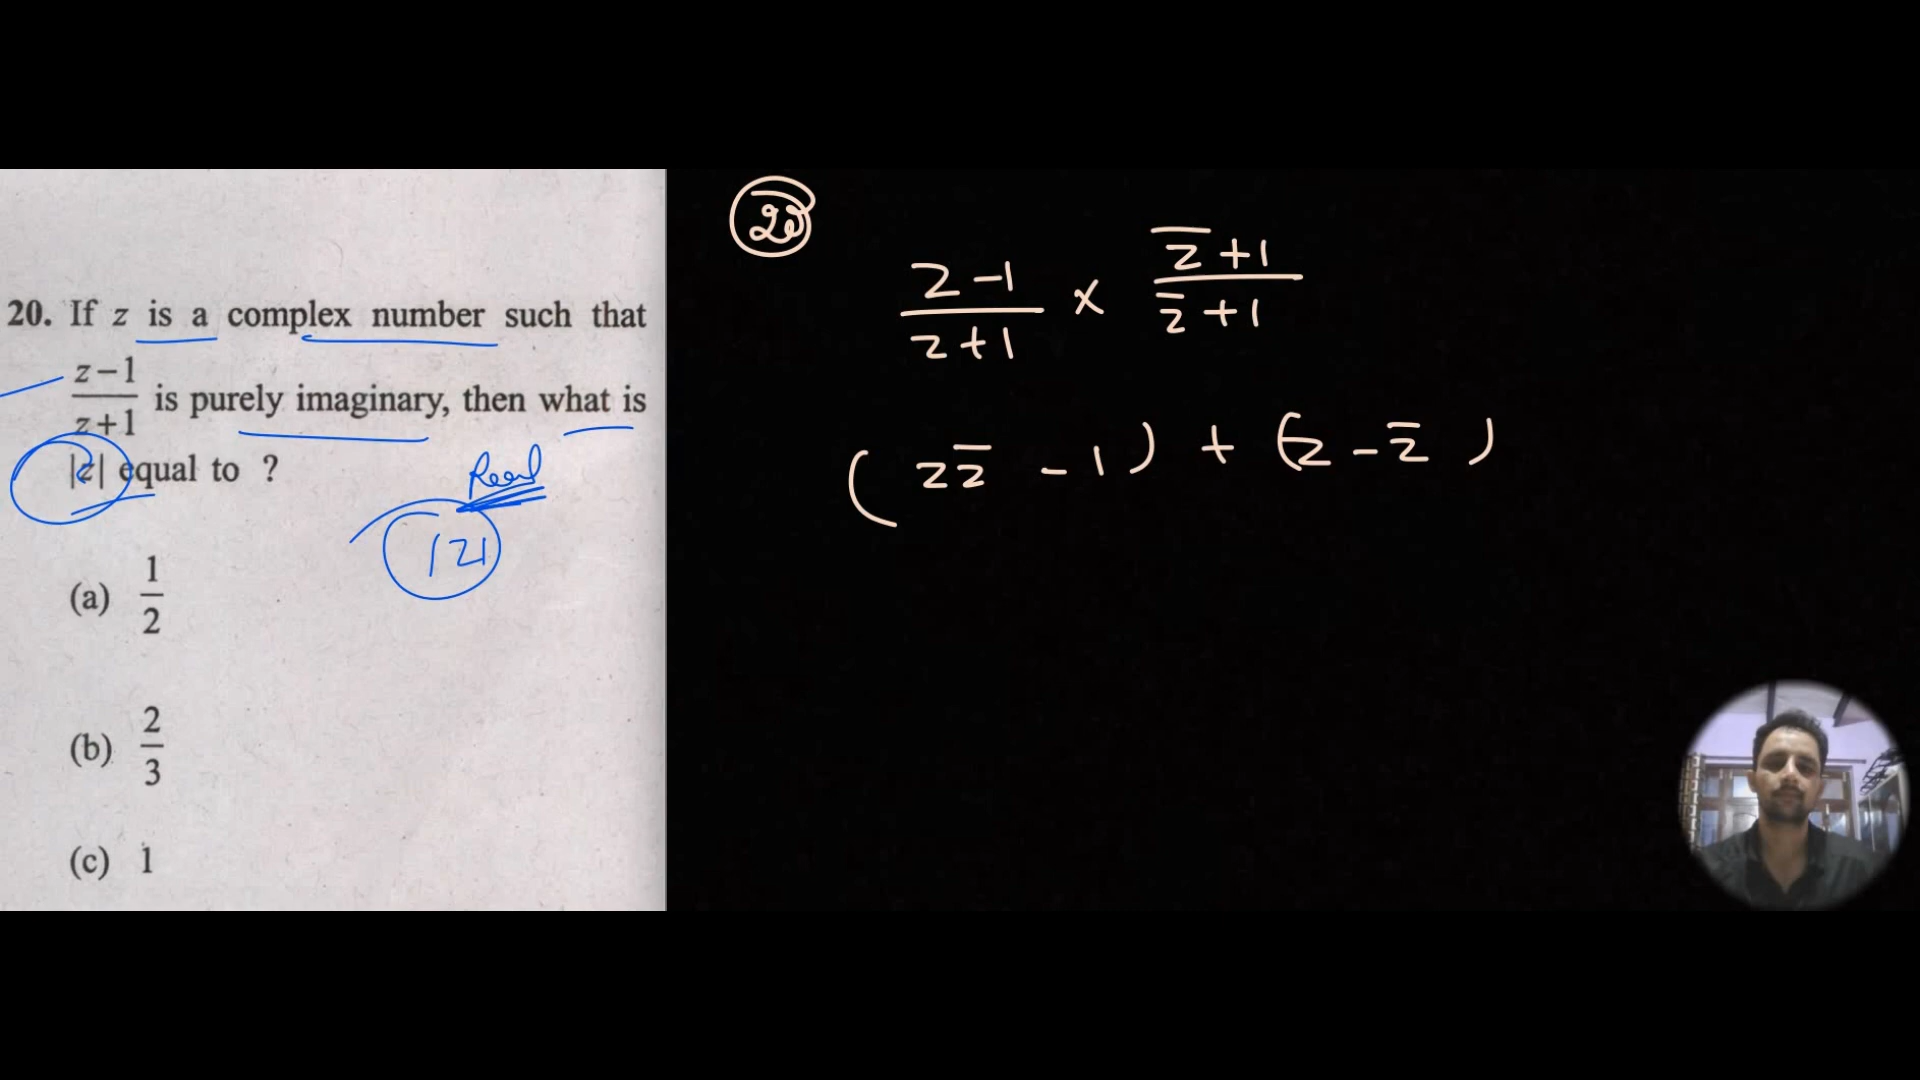 20. If z is a complex number such that
z−1
z+1
is purely imaginary, then what is
|z| equal to ?
Real
|z|
(a) 1/2
(b) 2/3
(c) 1
20
z−1/z+1 × z̄+1/z̄+1
(zz̄ −1) + (z − z̄)